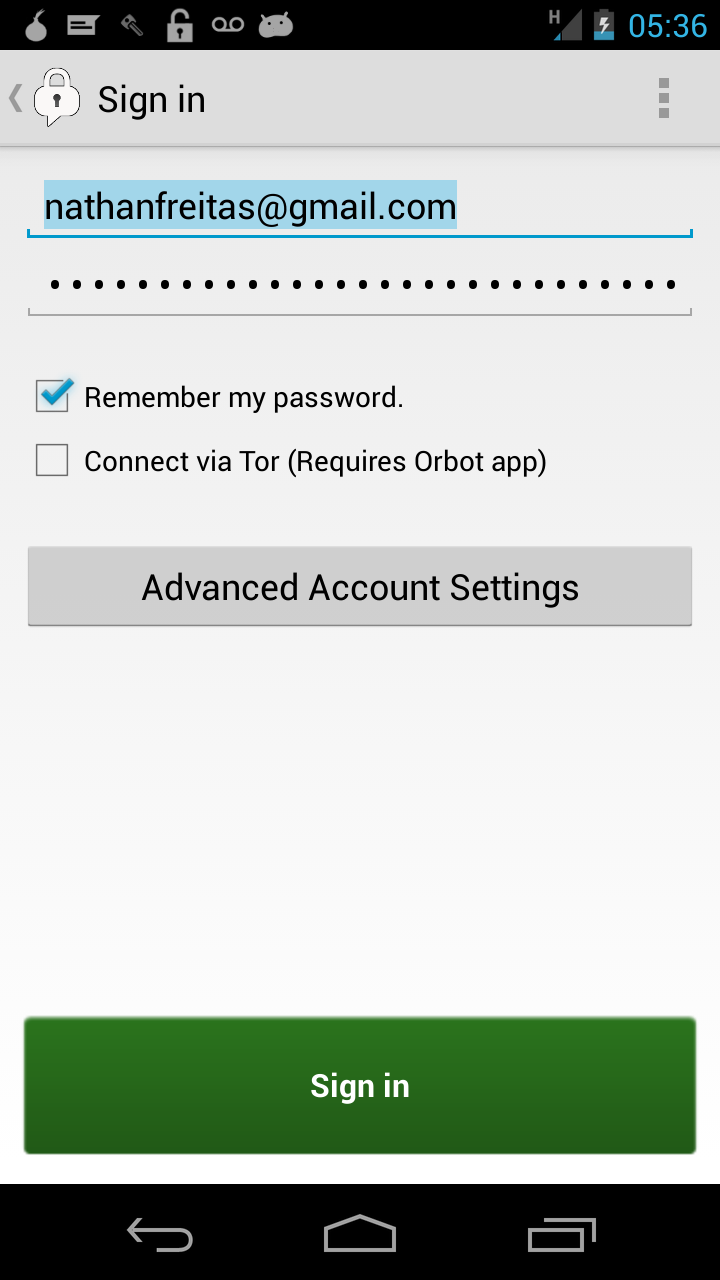 H 05:36
Sign in
nathanfreitas@gmail.com
Remember my password.
Connect via Tor (Requires Orbot app)
Advanced Account Settings
Sign in